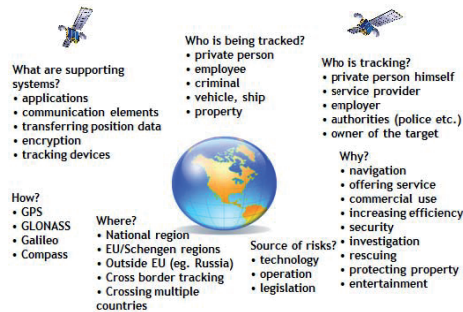 Who is being tracked?
• private person
• employee
• criminal
• vehicle, ship
• property
What are supporting
systems?
• applications
• communication elements
• transferring position data
• encryption
• tracking devices
Who is tracking?
• private person himself
• service provider
• employer
• authorities (police etc.)
• owner of the target
Why?
• navigation
• offering service
• commercial use
• increasing efficiency
• security
• investigation
• rescuing
• protecting property
• entertainment
How?
• GPS
• GLONASS
• Galileo
• Compass
Where?
• National region
• EU/Schengen regions
• Outside EU (eg. Russia)
• Cross border tracking
• Crossing multiple
countries
Source of risks?
• technology
• operation
• legislation